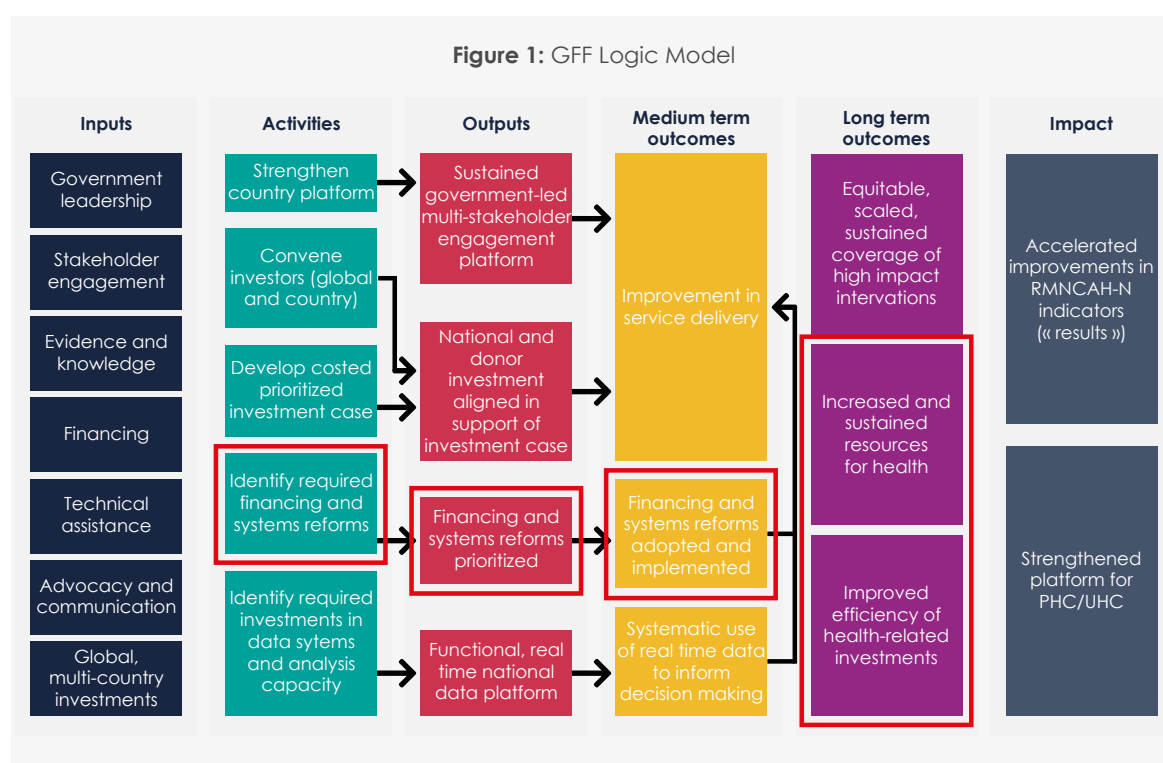 Figure 1: GFF Logic Model
Inputs
Government
leadership
Stakeholder
engagement
Evidence and
knowledge
Financing
Technical
assistance
Advocacy and
communication
Global,
multi-country
investments
Activities
Strengthen
country platform
Convene
investors (global
and country)
Develop costed
prioritized
investment case
Identify required
financing and
systems reforms
Identify required
investments in
data sytems
and analysis
capacity
Outputs
Sustained
government-led
multi-stakeholder
engagement
platform
National and
donor
investment
aligned in
support of
investment case
Financing and
systems reforms
prioritized
Functional, real
time national
data platform
Medium term
outcomes
Improvement in
service delivery
Financing and
systems reforms
adopted and
implemented
Systematic use
of real time data
to inform
decision making
Long term
outcomes
Equitable,
scaled,
sustained
coverage of
high impact
intervations
Increased and
sustained
resources
for health
Improved
efficiency of
health-related
investments
Impact
Accelerated
improvements in
RMNCAH-N
indicators
(« results »)
Strengthened
platform for
PHC/UHC